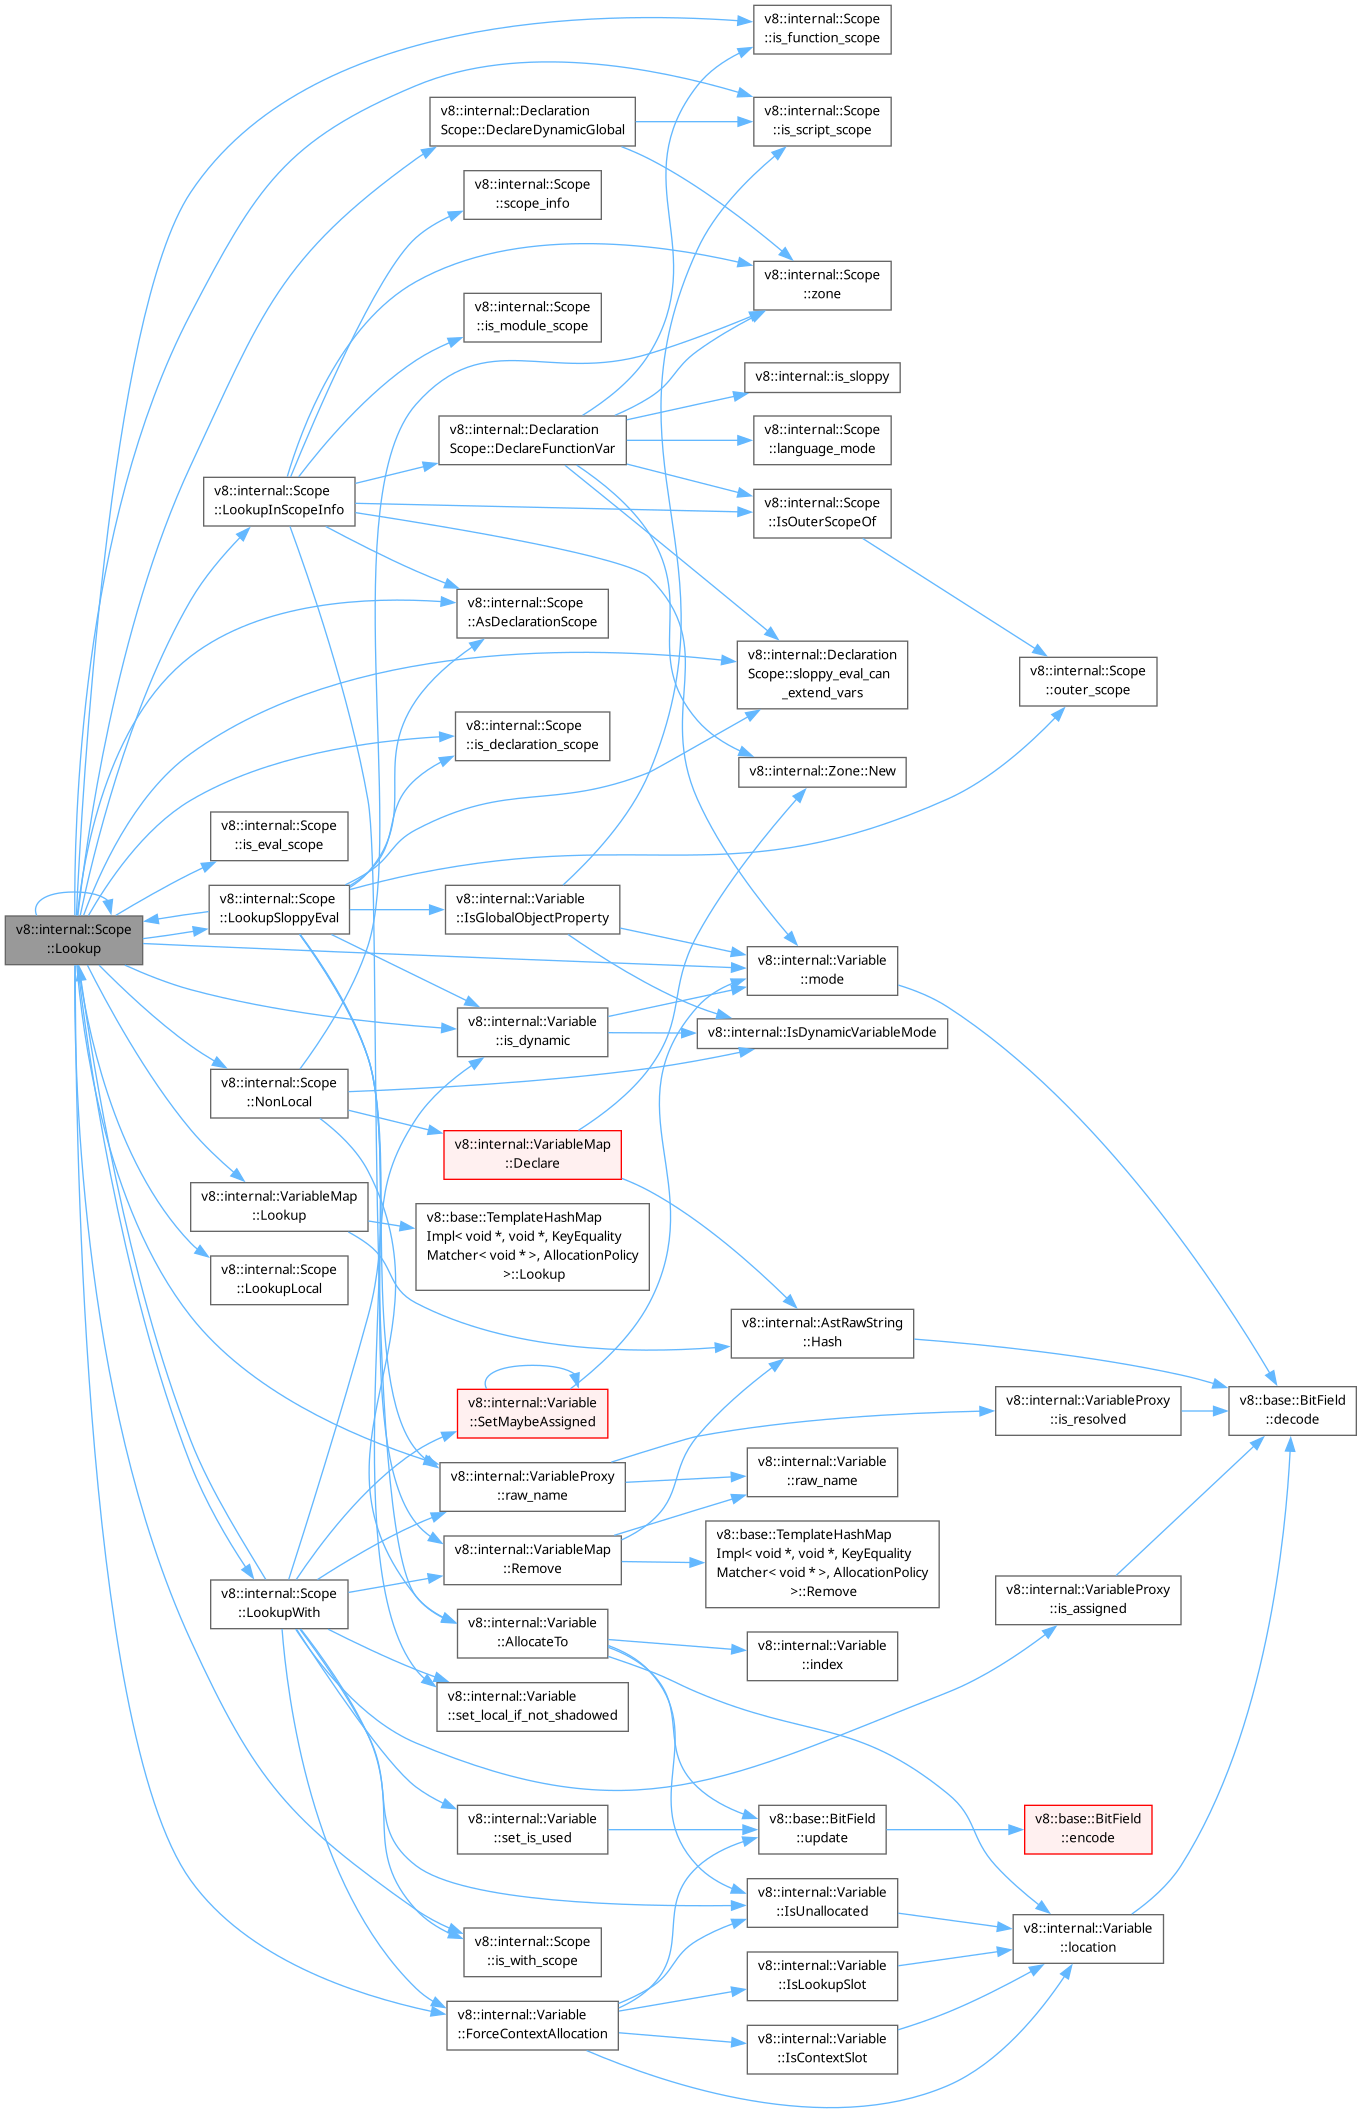 v8::internal::Scope
::is_function_scope
v8::internal::Declaration
Scope::DeclareDynamicGlobal
v8::internal::Scope
::is_script_scope
v8::internal::Scope
::scope_info
v8::internal::Scope
::zone
v8::internal::Scope
::is_module_scope
v8::internal::is_sloppy
v8::internal::Declaration
Scope::DeclareFunctionVar
v8::internal::Scope
::language_mode
v8::internal::Scope
::LookupInScopeInfo
v8::internal::Scope
::IsOuterScopeOf
v8::internal::Scope
::AsDeclarationScope
v8::internal::Declaration
Scope::sloppy_eval_can
_extend_vars
v8::internal::Scope
::outer_scope
v8::internal::Scope
::is_declaration_scope
v8::internal::Zone::New
v8::internal::Scope
::is_eval_scope
v8::internal::Scope
::LookupSloppyEval
v8::internal::Variable
::IsGlobalObjectProperty
v8::internal::Scope
::Lookup
v8::internal::Variable
::mode
v8::internal::Variable
::is_dynamic
v8::internal::IsDynamicVariableMode
v8::internal::Scope
::NonLocal
v8::internal::VariableMap
::Declare
v8::internal::VariableMap
::Lookup
v8::base::TemplateHashMap
Impl< void *, void *, KeyEquality
Matcher< void * >, AllocationPolicy
>::Lookup
v8::internal::Scope
::LookupLocal
v8::internal::AstRawString
::Hash
v8::internal::Variable
::SetMaybeAssigned
v8::internal::VariableProxy
::is_resolved
v8::base::BitField
::decode
v8::internal::VariableProxy
::raw_name
v8::internal::Variable
::raw_name
v8::internal::VariableMap
::Remove
v8::base::TemplateHashMap
Impl< void *, void *, KeyEquality
Matcher< void * >, AllocationPolicy
>::Remove
v8::internal::Scope
::LookupWith
v8::internal::VariableProxy
::is_assigned
v8::internal::Variable
::AllocateTo
v8::internal::Variable
::index
v8::internal::Variable
::set_local_if_not_shadowed
v8::internal::Variable
::set_is_used
v8::base::BitField
::update
v8::base::BitField
::encode
v8::internal::Variable
::IsUnallocated
v8::internal::Scope
::is_with_scope
v8::internal::Variable
::location
v8::internal::Variable
::IsLookupSlot
v8::internal::Variable
::ForceContextAllocation
v8::internal::Variable
::IsContextSlot